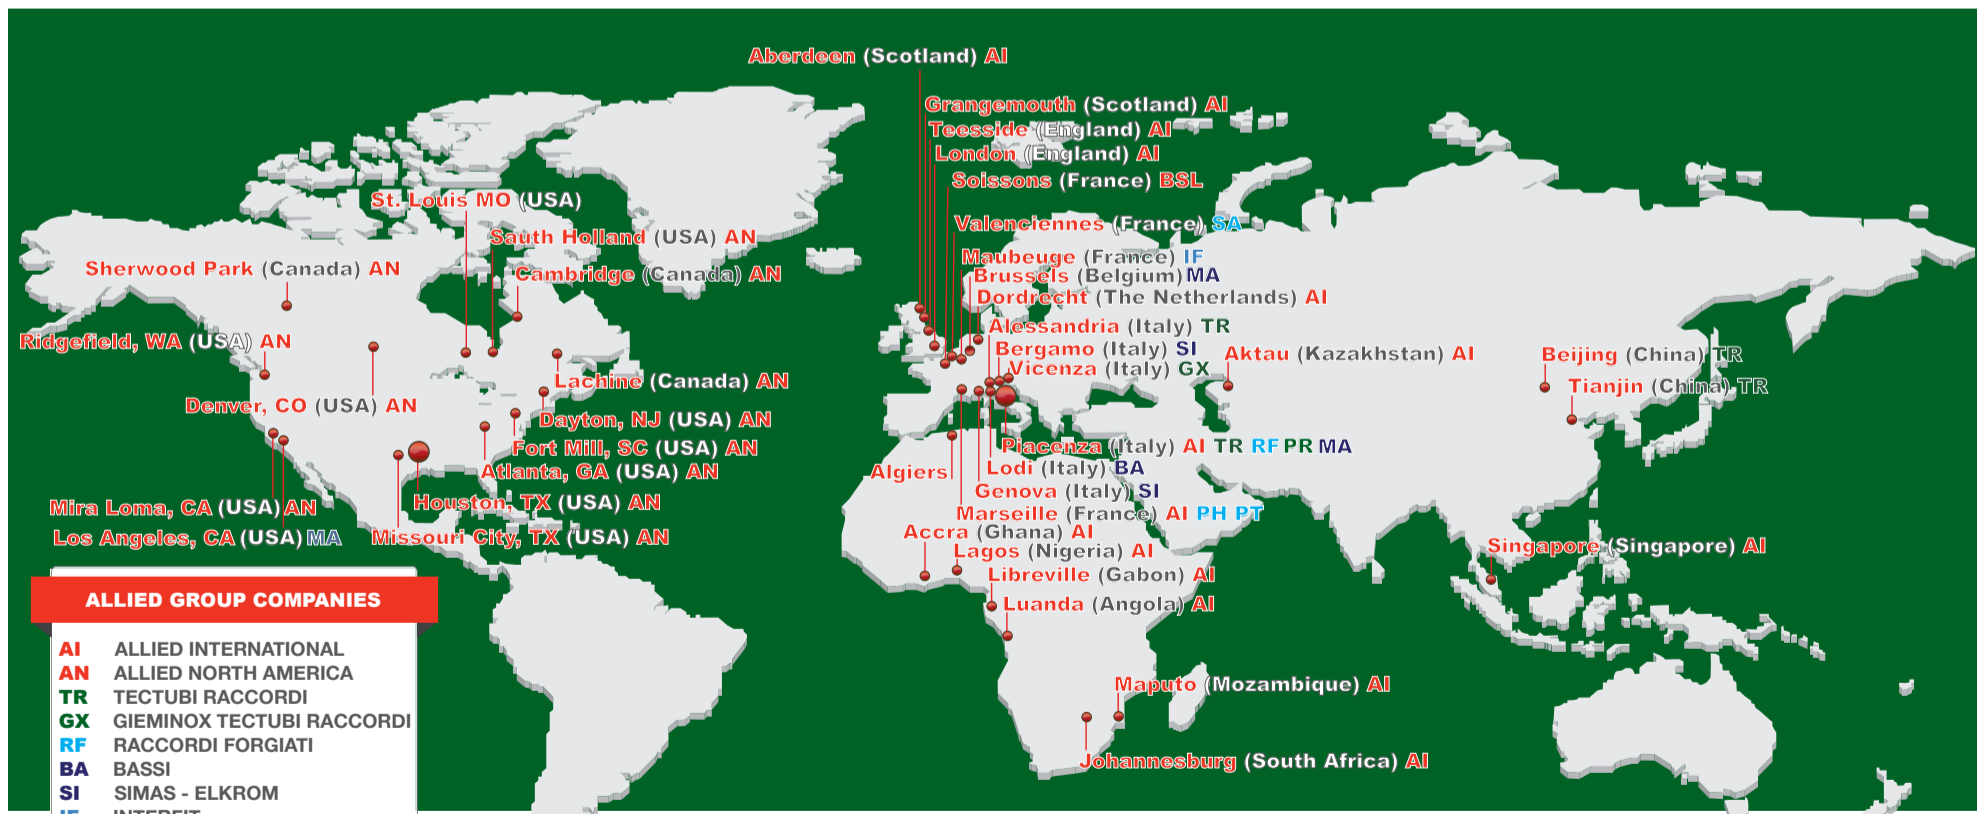 Aberdeen (Scotland) AI
Grangemouth (Scotland) AI
Teesside (England) AI
London (England) AI
Soissons (France) BSL
St. Louis MO (USA)
Valenciennes (France) SA
Sauth Holland (USA) AN
Maubeuge (France) IF
Sherwood Park (Canada) AN
Cambridge (Canada) AN
Brussels (Belgium) MA
Dordrecht (The Netherlands) AI
Alessandria (Italy) TR
Ridgefield, WA (USA) AN
Bergamo (Italy) SI
Aktau (Kazakhstan) AI
Beijing (China) TR
Vicenza (Italy) GX
Lachine (Canada) AN
Tianjin (China) TR
Denver, CO (USA) AN
Dayton, NJ (USA) AN
Fort Mill, SC (USA) AN
Piacenza (Italy) AI TR RF PR MA
Atlanta, GA (USA) AN
Algiers
Lodi (Italy) BA
Genova (Italy) SI
Mira Loma, CA (USA) AN
Houston, TX (USA) AN
Marseille (France) AI PH PT
Los Angeles, CA (USA) MA
Missouri City, TX (USA) AN
Accra (Ghana) AI
Lagos (Nigeria) AI
Singapore (Singapore) AI
Libreville (Gabon) AI
Luanda (Angola) AI
Maputo (Mozambique) AI
Johannesburg (South Africa) AI
ALLIED GROUP COMPANIES
AI ALLIED INTERNATIONAL
AN ALLIED NORTH AMERICA
TR TECTUBI RACCORDI
GX GIEMINOX TECTUBI RACCORDI
RF RACCORDI FORGIATI
BA BASSI
SI SIMAS - ELKROM